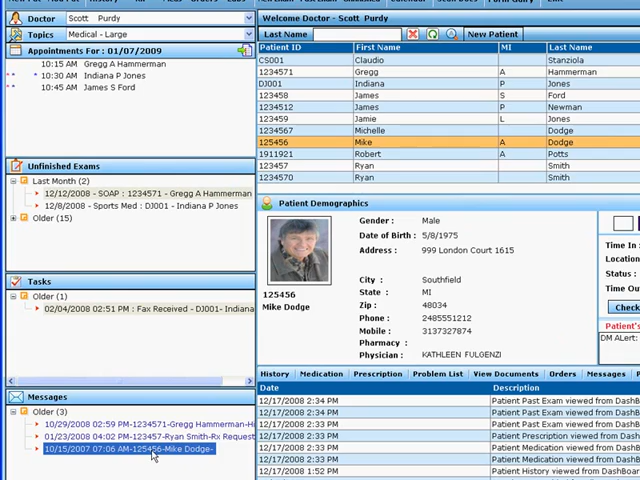 Doctor Scott Purdy
Welcome Doctor - Scott Purdy
Topics Medical - Large
Last Name New Patient
Appointments For : 01/07/2009
10:15 AM Gregg A Hammerman
* * * 10:30 AM Indiana P Jones
* * 10:45 AM James S Ford
Patient ID First Name MI Last Name
CS001 Claudio Stanziola
1234571 Gregg A Hammerman
DJ001 Indiana P Jones
123458 James S Ford
1234512 James P Newman
123459 Jamie L Jones
1234567 Michelle Dodge
125456 Mike A Dodge
1911921 Robert A Potts
123457 Ryan Smith
1234570 Ryan Smith
Unfinished Exams
Last Month (2)
12/12/2008 - SOAP : 1234571 - Gregg A Hammerman
12/8/2008 - Sports Med : DJ001 - Indiana P Jones
Older (15)
Tasks
Older (1)
02/04/2008 02:51 PM : Fax Received - DJ001- Indiana
Messages
Older (3)
10/29/2008 02:59 PM-1234571-Gregg Hammerman-H
01/23/2008 04:02 PM-123457-Ryan Smith-Rx Request
10/15/2007 07:06 AM-125456-Mike Dodge-
Patient Demographics
125456
Mike Dodge
Gender : Male
Date of Birth : 5/8/1975
Address : 999 London Court 1615
City : Southfield
State : MI
Zip : 48034
Phone : 2485551212
Mobile : 3137327874
Pharmacy :
Physician : KATHLEEN FULGENZI
Time In :
Location
Status :
Time Out
Check
Patient's
DM ALert:
History Medication Prescription Problem List View Documents Orders Messages P
Date Description
12/17/2008 2:34 PM Patient Past Exam viewed from DashB
12/17/2008 2:34 PM Patient Past Exam viewed from DashB
12/17/2008 2:33 PM Patient Prescription viewed from Dash
12/17/2008 2:33 PM Patient Medication viewed from DashB
12/17/2008 2:33 PM Patient Medication viewed from DashB
12/17/2008 2:33 PM Patient Past Exam viewed from DashB
12/17/2008 1:52 PM Patient History viewed from DashBoar